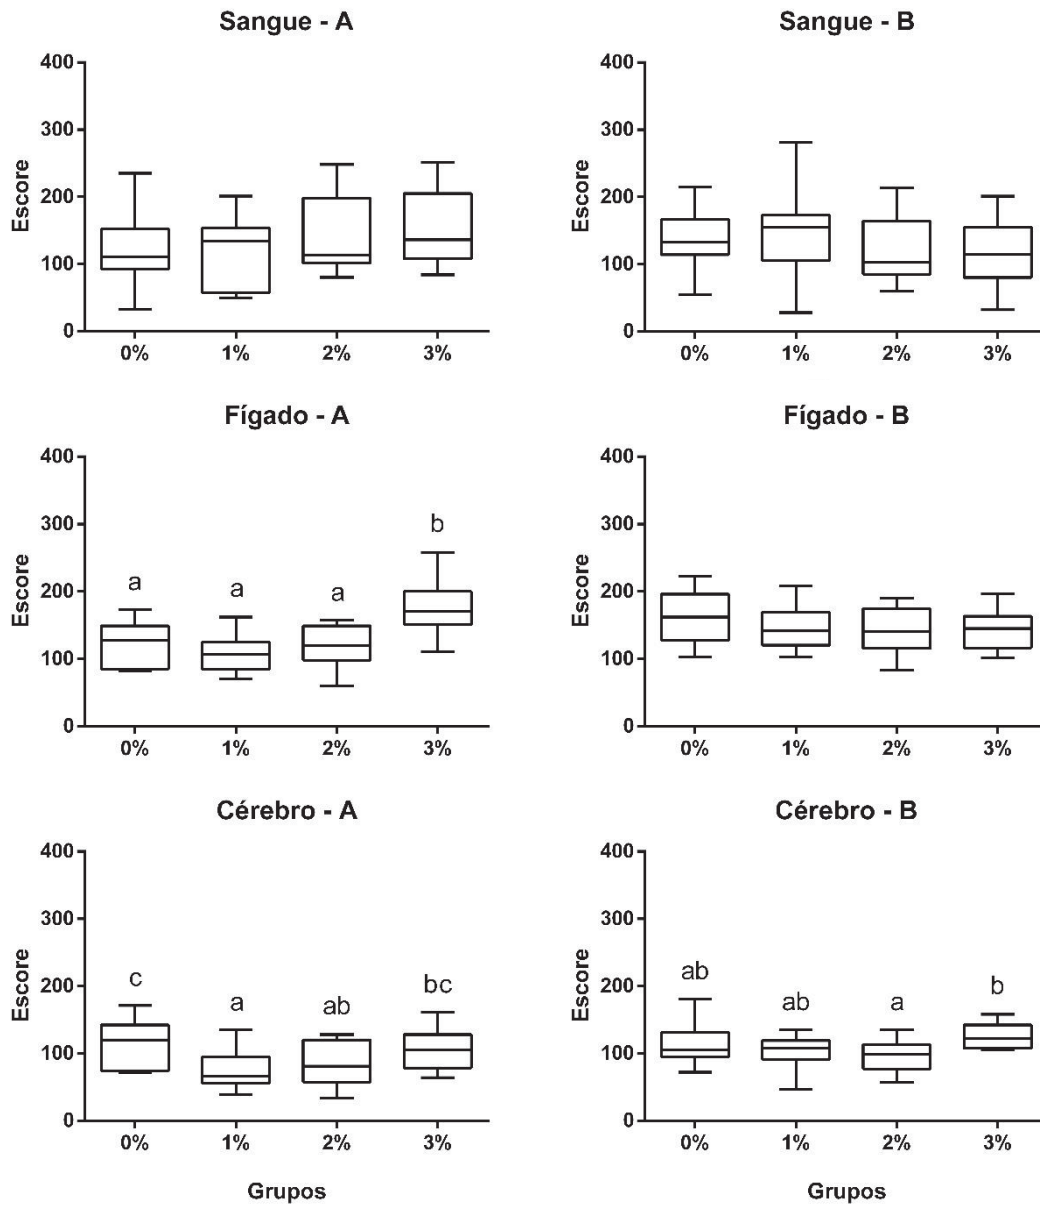 Sangue - A
Escore
400
300
200
100
0
0% 1% 2% 3%
Sangue - B
Escore
400
300
200
100
0
0% 1% 2% 3%
Fígado - A
Escore
400
300
200
100
0
a a a b
0% 1% 2% 3%
Fígado - B
Escore
400
300
200
100
0
0% 1% 2% 3%
Cérebro - A
Escore
400
300
200
100
0
c a ab bc
0% 1% 2% 3%
Grupos
Cérebro - B
Escore
400
300
200
100
0
ab ab a b
0% 1% 2% 3%
Grupos